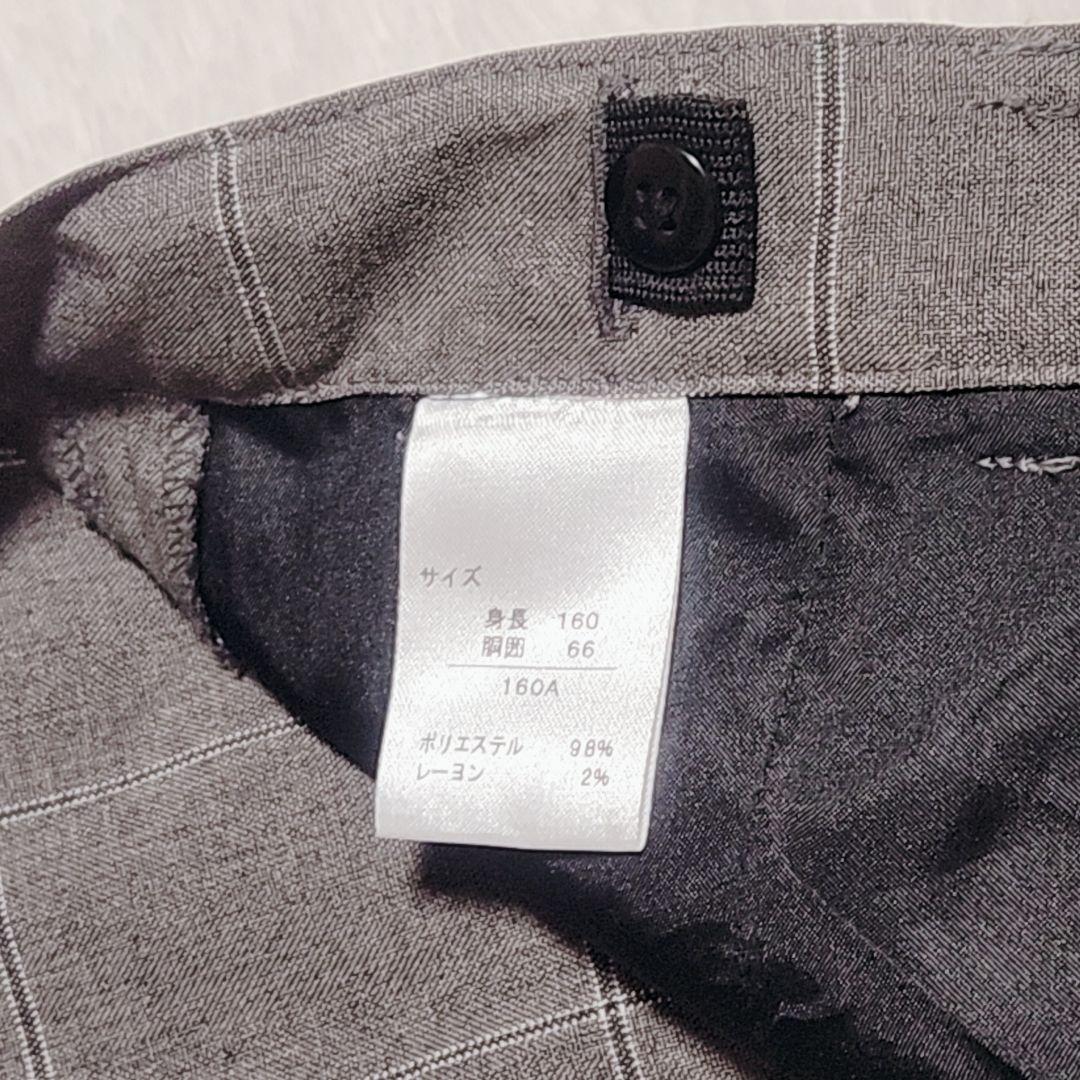 サイズ
身長 160
胴囲 66
160A
ポリエステル 98%
レーヨン 2%